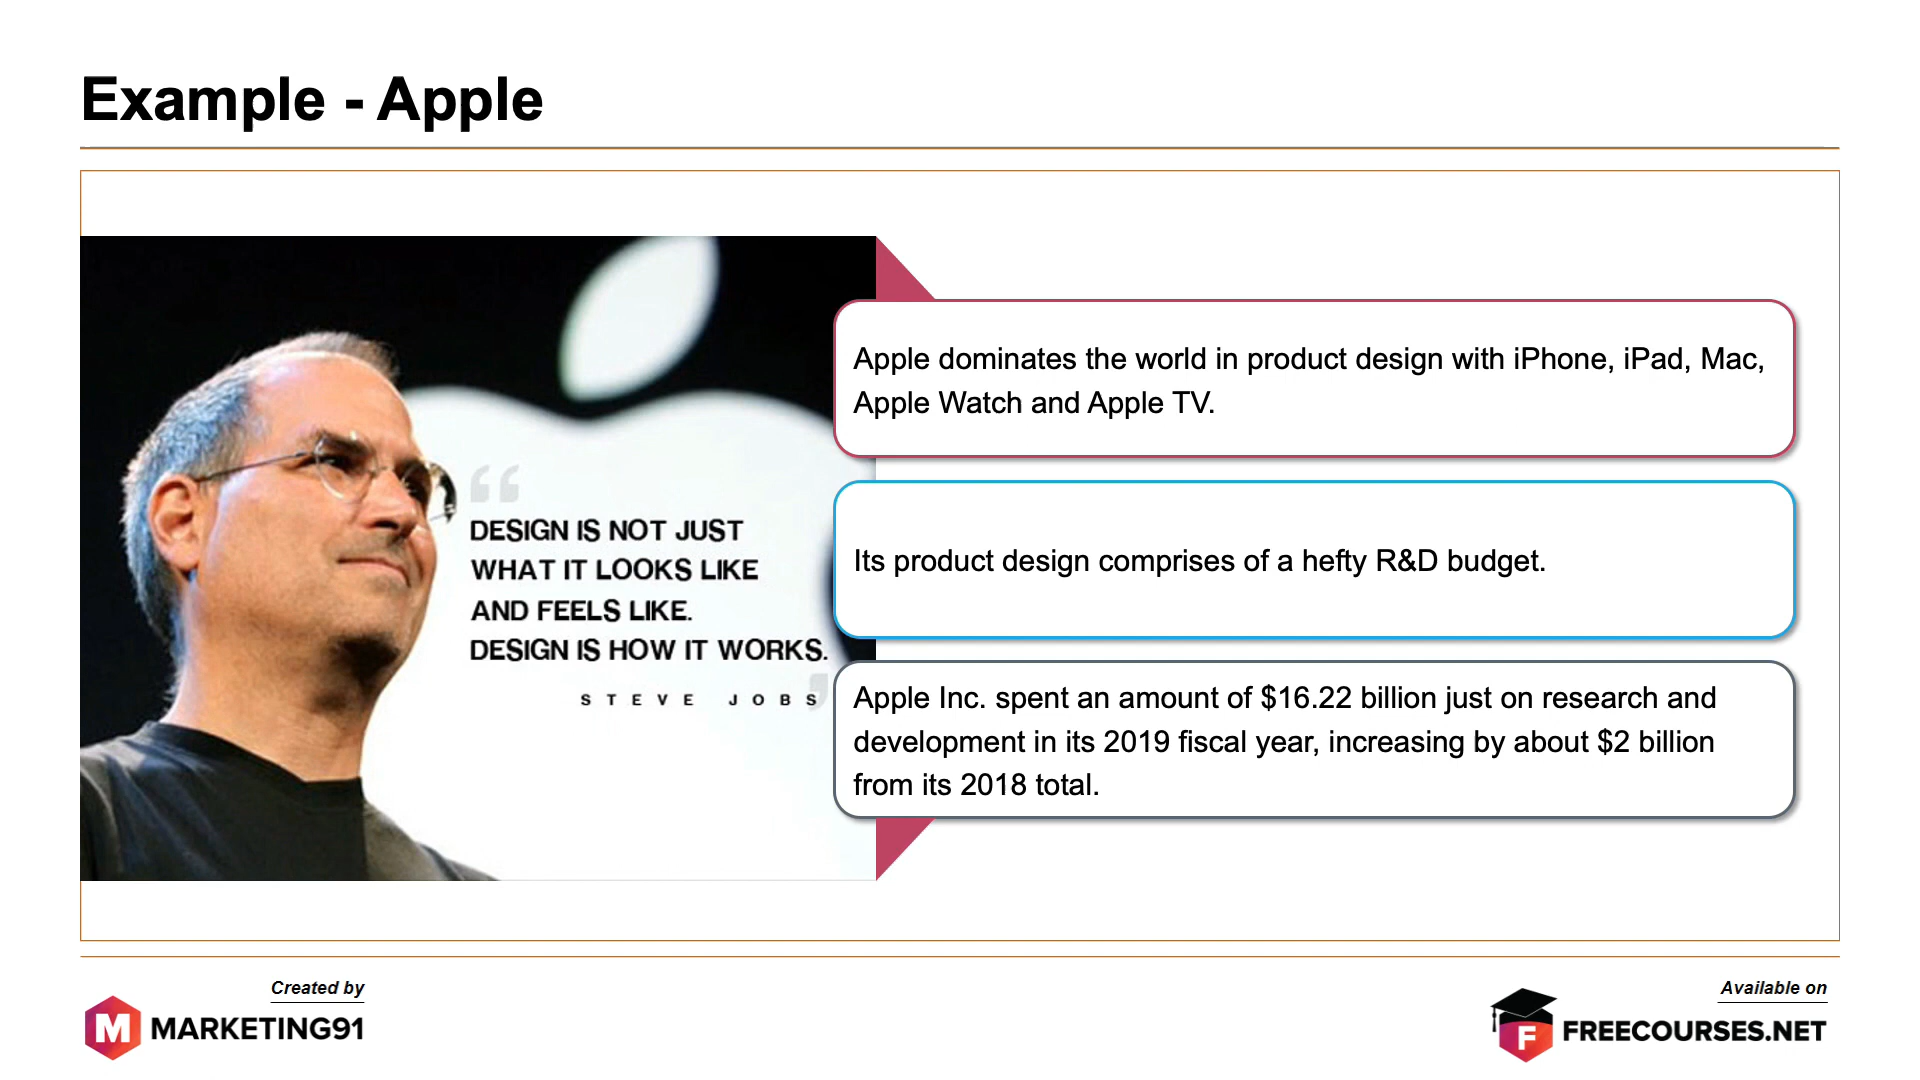 Example - Apple
“
DESIGN IS NOT JUST
WHAT IT LOOKS LIKE
AND FEELS LIKE.
DESIGN IS HOW IT WORKS.
”
STEVE JOBS
Apple dominates the world in product design with iPhone, iPad, Mac,
Apple Watch and Apple TV.
Its product design comprises of a hefty R&D budget.
Apple Inc. spent an amount of $16.22 billion just on research and
development in its 2019 fiscal year, increasing by about $2 billion
from its 2018 total.
Created by
M MARKETING91
Available on
F FREECOURSES.NET